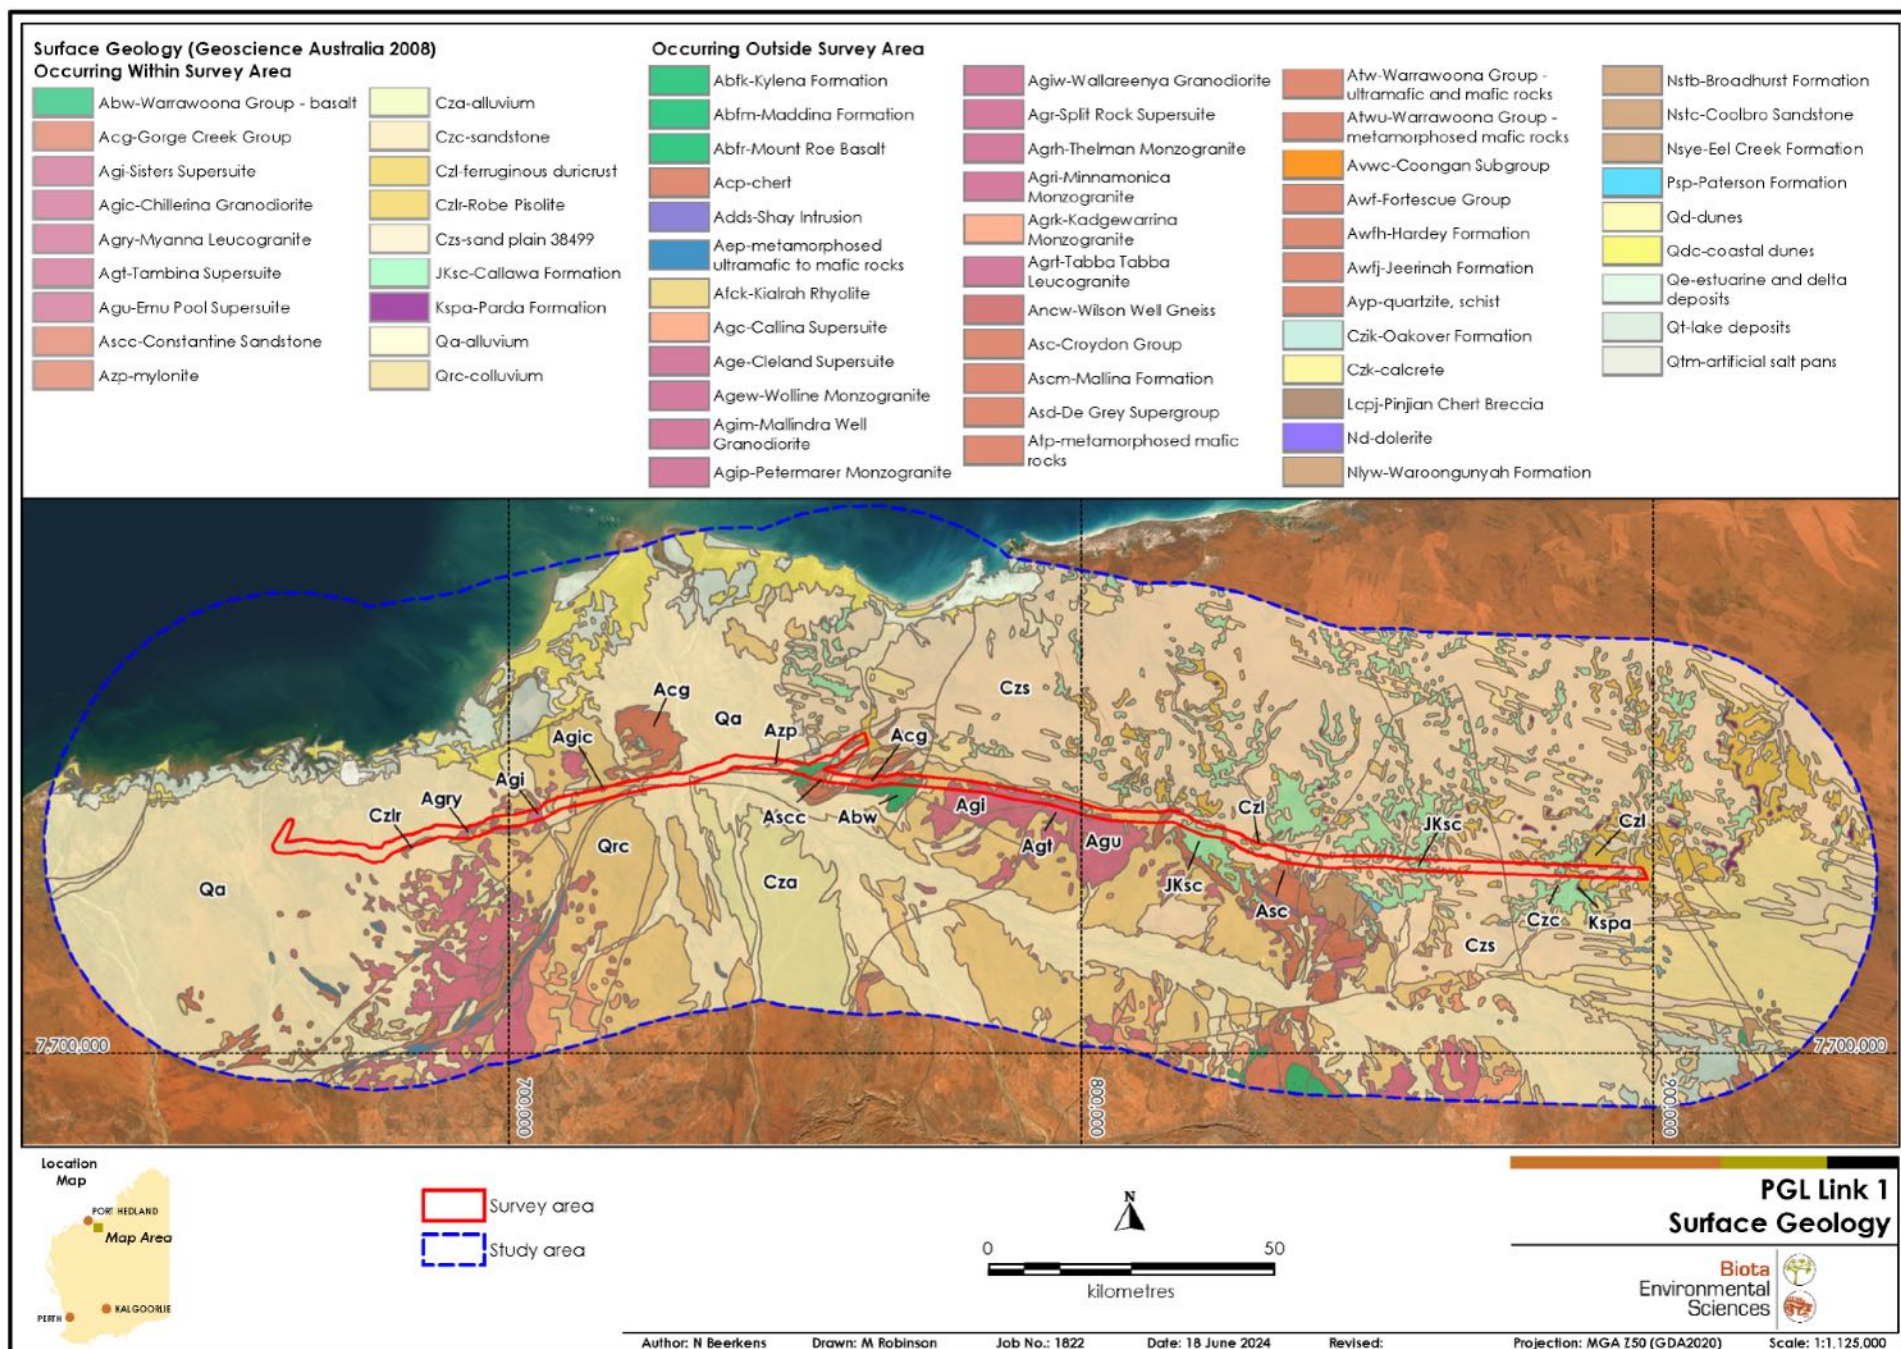 Surface Geology (Geoscience Australia 2008)
Occurring Within Survey Area
Abw-Warrawoona Group - basalt
Acg-Gorge Creek Group
Agi-Sisters Supersuite
Agic-Chillerina Granodiorite
Agry-Myanna Leucogranite
Agt-Tambina Supersuite
Agu-Emu Pool Supersuite
Ascc-Constantine Sandstone
Azp-mylonite
Cza-alluvium
Czc-sandstone
Czl-ferruginous duricrust
Czlr-Robe Pisolite
Czs-sand plain 38499
JKsc-Callawa Formation
Kspa-Parda Formation
Qa-alluvium
Qrc-colluvium
Occurring Outside Survey Area
Abfk-Kylena Formation
Abfm-Maddina Formation
Abfr-Mount Roe Basalt
Acp-chert
Adds-Shay Intrusion
Aep-metamorphosed
ultramafic to mafic rocks
Afck-Kialrah Rhyolite
Agc-Callina Supersuite
Age-Cleland Supersuite
Agew-Wolline Monzogranite
Agim-Mallindra Well
Granodiorite
Agip-Petermarer Monzogranite
Agiw-Wallareenya Granodiorite
Agr-Split Rock Supersuite
Agrh-Thelman Monzogranite
Agri-Minnamonica
Monzogranite
Agrk-Kadgewarrina
Monzogranite
Agrt-Tabba Tabba
Leucogranite
Ancw-Wilson Well Gneiss
Asc-Croydon Group
Ascm-Mallina Formation
Asd-De Grey Supergroup
Atp-metamorphosed mafic
rocks
Atw-Warrawoona Group -
ultramafic and mafic rocks
Atwu-Warrawoona Group -
metamorphosed mafic rocks
Avwc-Coongan Subgroup
Awf-Fortescue Group
Awfh-Hardey Formation
Awfj-Jeerinah Formation
Ayp-quartzite, schist
Czik-Oakover Formation
Czk-calcrete
Lcpj-Pinjian Chert Breccia
Nd-dolerite
Nlyw-Waroongunyah Formation
Nstb-Broadhurst Formation
Nstc-Coolbro Sandstone
Nsye-Eel Creek Formation
Psp-Paterson Formation
Qd-dunes
Qdc-coastal dunes
Qe-estuarine and delta
deposits
Qt-lake deposits
Qtm-artificial salt pans
Acg
Qa
Czs
Agic
Azp
Acg
Agi
Agry
Czlr
Ascc
Abw
Agi
Czl
JKsc
Czl
Qrc
Agt
Agu
Qa
Cza
JKsc
Asc
Czc
Kspa
Czs
7,700,000
7,700,000
700,000
800,000
900,000
Location
Map
PORT HEDLAND
Map Area
PERTH
KALGOORLIE
Survey area
Study area
N
0
50
kilometres
PGL Link 1
Surface Geology
Biota
Environmental
Sciences
Author: N Beerkens
Drawn: M Robinson
Job No.: 1822
Date: 18 June 2024
Revised:
Projection: MGA Z50 (GDA2020)
Scale: 1:1,125,000